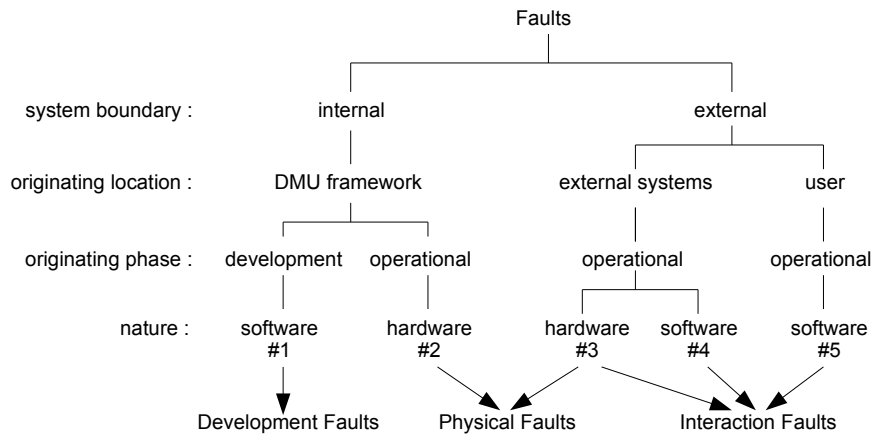 Faults
system boundary : internal external
originating location : DMU framework external systems user
originating phase : development operational operational operational
nature : software hardware hardware software software
#1 #2 #3 #4 #5
Development Faults Physical Faults Interaction Faults